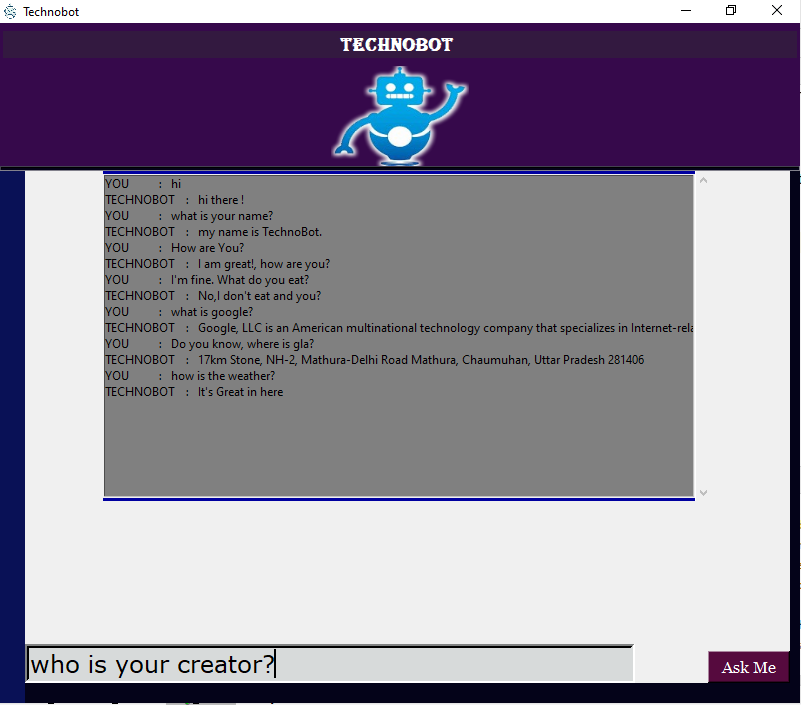 Technobot
TECHNOBOT
YOU : hi
TECHNOBOT : hi there !
YOU : what is your name?
TECHNOBOT : my name is TechnoBot.
YOU : How are You?
TECHNOBOT : I am great!, how are you?
YOU : I'm fine. What do you eat?
TECHNOBOT : No,I don't eat and you?
YOU : what is google?
TECHNOBOT : Google, LLC is an American multinational technology company that specializes in Internet-rela
YOU : Do you know, where is gla?
TECHNOBOT : 17km Stone, NH-2, Mathura-Delhi Road Mathura, Chaumuhan, Uttar Pradesh 281406
YOU : how is the weather?
TECHNOBOT : It's Great in here
who is your creator?
Ask Me